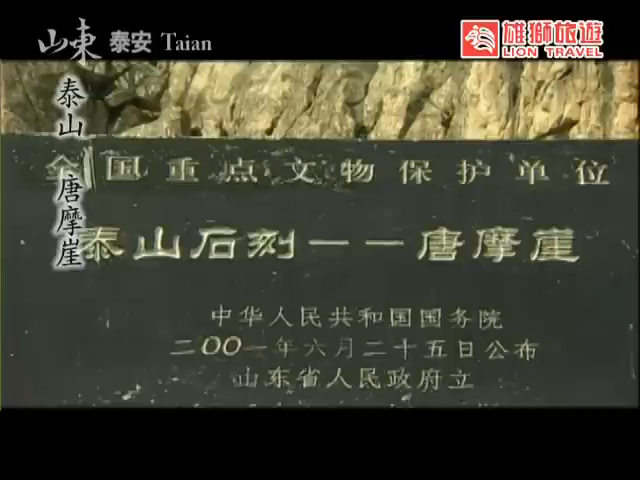 山東 泰安 Taian
雄獅旅遊
LION TRAVEL
泰山 唐摩崖
全国重点文物保护单位
泰山石刻——唐摩崖
中华人民共和国国务院
二〇〇一年六月二十五日公布
山东省人民政府立